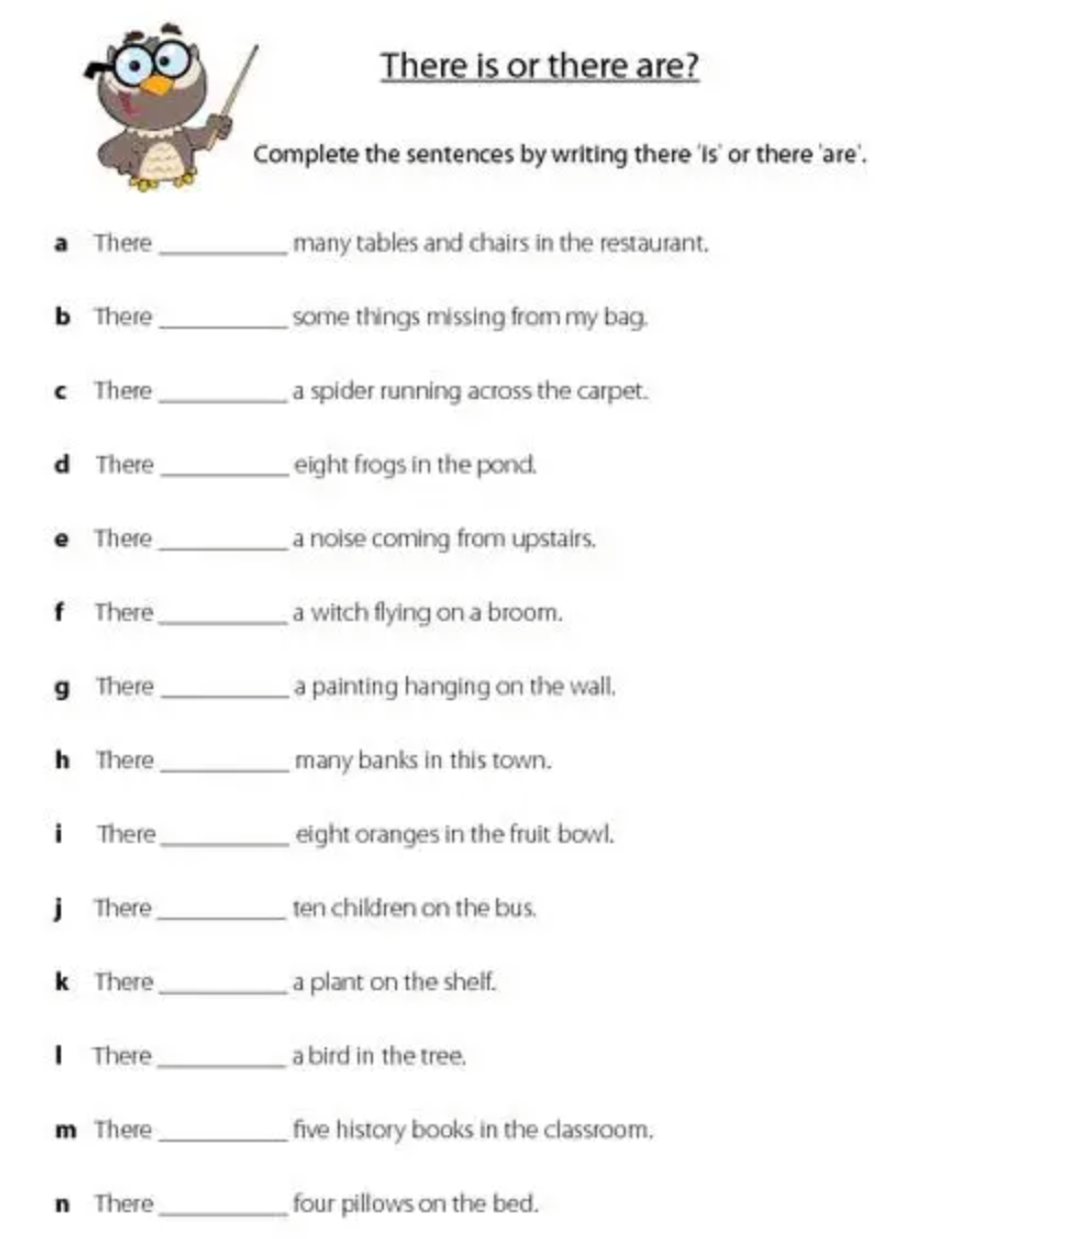 There is or there are?
Complete the sentences by writing there 'is' or there 'are'.
a There __________ many tables and chairs in the restaurant.
b There __________ some things missing from my bag.
c There __________ a spider running across the carpet.
d There __________ eight frogs in the pond.
e There __________ a noise coming from upstairs.
f There __________ a witch flying on a broom.
g There __________ a painting hanging on the wall.
h There __________ many banks in this town.
i There __________ eight oranges in the fruit bowl.
j There __________ ten children on the bus.
k There __________ a plant on the shelf.
l There __________ a bird in the tree.
m There __________ five history books in the classroom.
n There __________ four pillows on the bed.